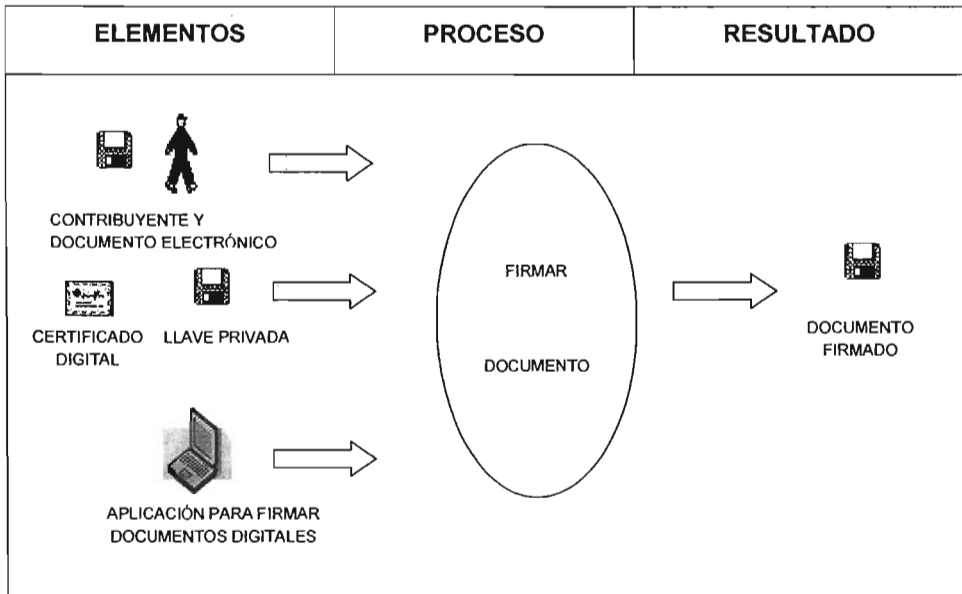 ELEMENTOS
PROCESO
RESULTADO
CONTRIBUYENTE Y
DOCUMENTO ELECTRÓNICO
CERTIFICADO
DIGITAL
LLAVE PRIVADA
APLICACIÓN PARA FIRMAR
DOCUMENTOS DIGITALES
FIRMAR
DOCUMENTO
DOCUMENTO
FIRMADO